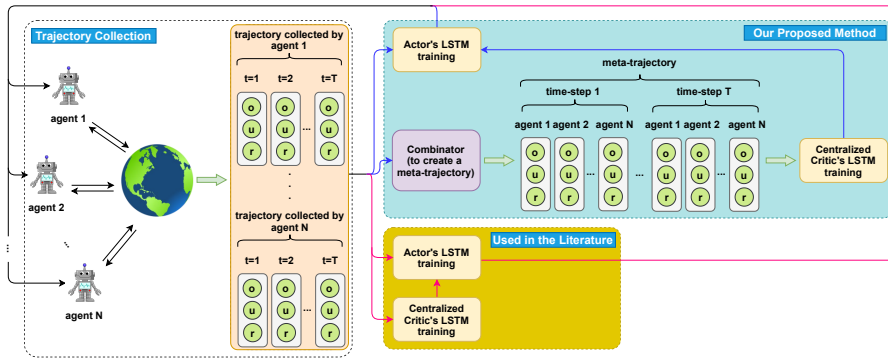 Trajectory Collection
agent 1
agent 2
...
...
agent N
trajectory collected by
agent 1
t=1 t=2 t=T
o o o
u u ... u
r r r
.
.
.
trajectory collected by
agent N
t=1 t=2 t=T
o o o
u u ... u
r r r
Our Proposed Method
Actor's LSTM
training
Combinator
(to create a
meta-trajectory)
meta-trajectory
time-step 1 time-step T
agent 1 agent 2 agent N agent 1 agent 2 agent N
o o o o o o
u u ... u ... u u ... u
r r r r r r
Centralized
Critic's LSTM
training
Used in the Literature
Actor's LSTM
training
Centralized
Critic's LSTM
training